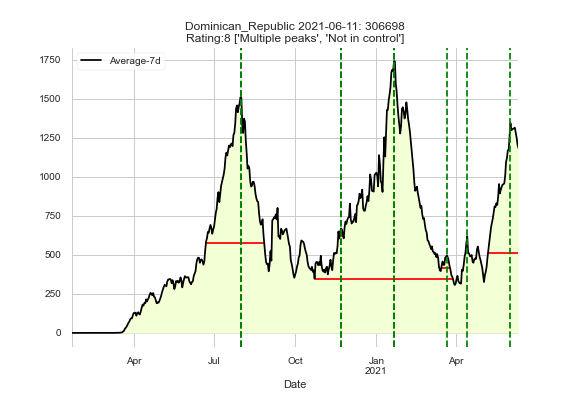 Dominican_Republic 2021-06-11: 306698
Rating:8 ['Multiple peaks', 'Not in control']
Average-7d
1750
1500
1250
1000
750
500
250
0
Apr Jul Oct Jan Apr
2021
Date